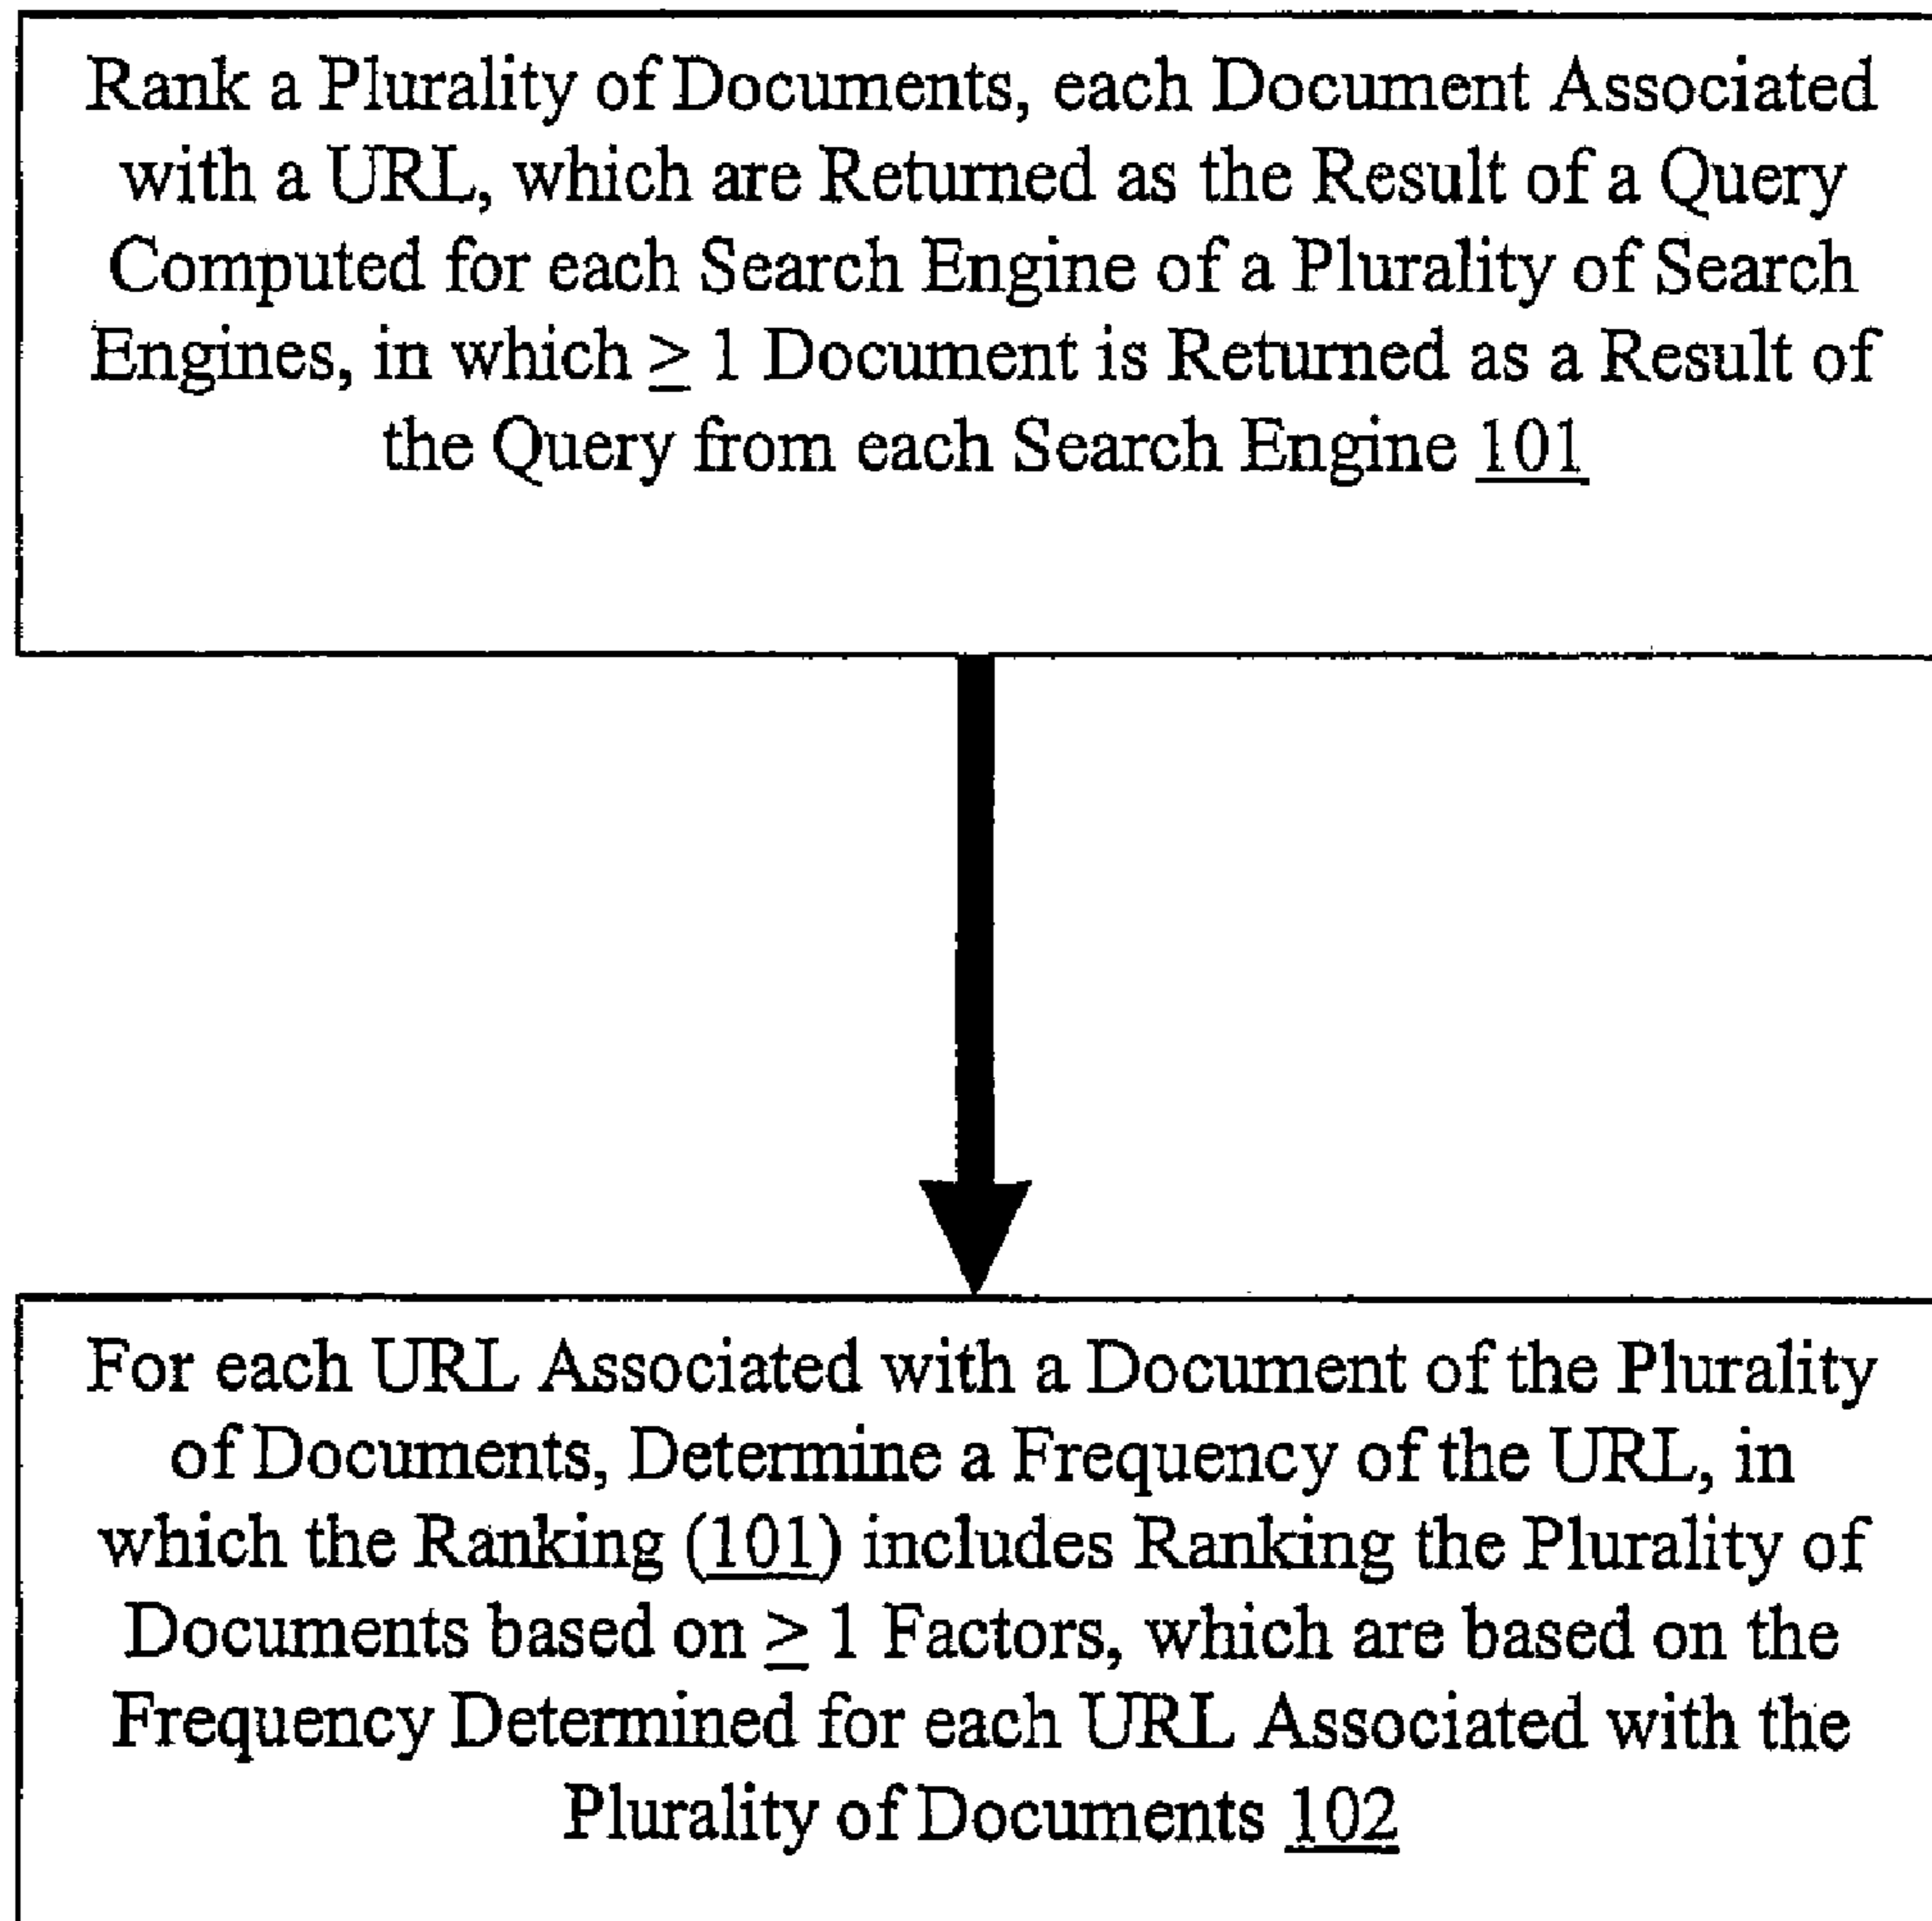 Rank a Plurality of Documents, each Document Associated
with a URL, which are Returned as the Result of a Query
Computed for each Search Engine of a Plurality of Search
Engines, in which ≥ 1 Document is Returned as a Result of
the Query from each Search Engine 101
For each URL Associated with a Document of the Plurality
of Documents, Determine a Frequency of the URL, in
which the Ranking (101) includes Ranking the Plurality of
Documents based on ≥ 1 Factors, which are based on the
Frequency Determined for each URL Associated with the
Plurality of Documents 102